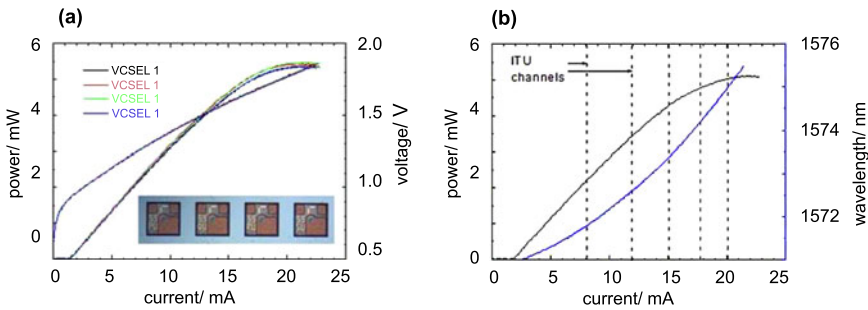 (a)
6
4
2
0
power/ mW
VCSEL 1
VCSEL 1
VCSEL 1
VCSEL 1
2.0
1.5
1.0
0.5
voltage/ V
0
5
10
15
20
25
current/ mA
(b)
6
4
2
0
power/ mW
ITU
channels
1576
1574
1572
wavelength/ nm
0
5
10
15
20
25
current/ mA